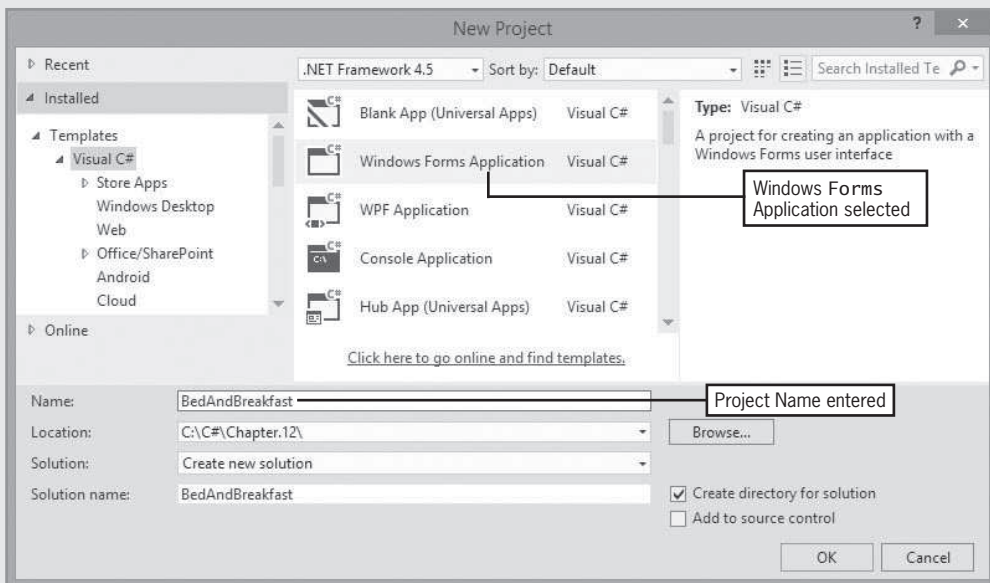 New Project
? ×
Recent
.NET Framework 4.5
Sort by: Default
Search Installed Te
Installed
Templates
Visual C#
Store Apps
Windows Desktop
Web
Office/SharePoint
Android
Cloud
Online
C#
Blank App (Universal Apps) Visual C#
C#
Windows Forms Application Visual C#
C#
WPF Application Visual C#
C#
C:\
Console Application Visual C#
C#
Hub App (Universal Apps) Visual C#
Click here to go online and find templates.
Type: Visual C#
A project for creating an application with a
Windows Forms user interface
Windows Forms
Application selected
Name: BedAndBreakfast
Project Name entered
Location: C:\C#\Chapter.12\
Browse...
Solution: Create new solution
Solution name: BedAndBreakfast
Create directory for solution
Add to source control
OK Cancel